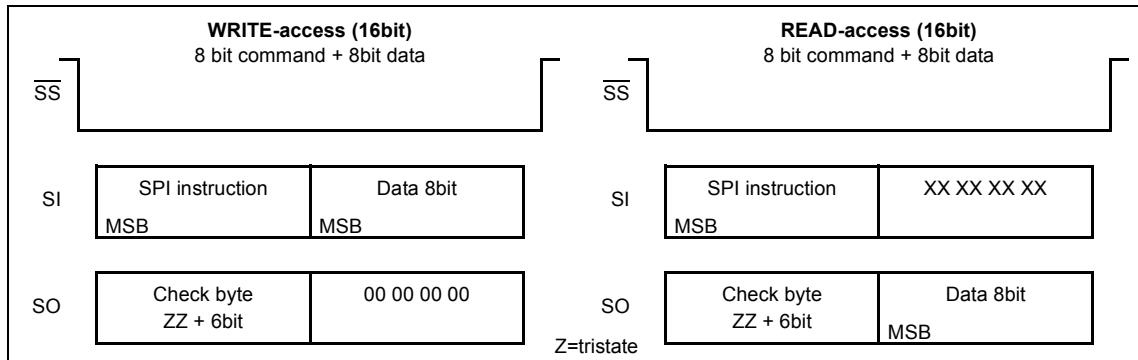 WRITE-access (16bit)
8 bit command + 8bit data
SS
SI
SPI instruction
Data 8bit
MSB
MSB
SO
Check byte
ZZ + 6bit
00 00 00 00
READ-access (16bit)
8 bit command + 8bit data
SS
SI
SPI instruction
XX XX XX XX
MSB
SO
Check byte
ZZ + 6bit
Data 8bit
MSB
Z=tristate